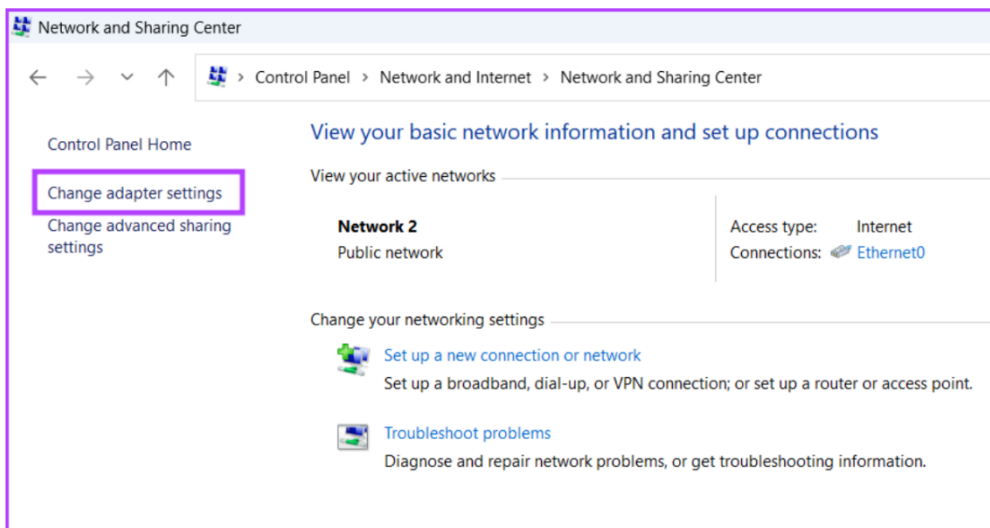 Network and Sharing Center
Control Panel > Network and Internet > Network and Sharing Center
Control Panel Home
Change adapter settings
Change advanced sharing
settings
View your basic network information and set up connections
View your active networks
Network 2
Public network
Access type: Internet
Connections: Ethernet0
Change your networking settings
Set up a new connection or network
Set up a broadband, dial-up, or VPN connection; or set up a router or access point.
Troubleshoot problems
Diagnose and repair network problems, or get troubleshooting information.